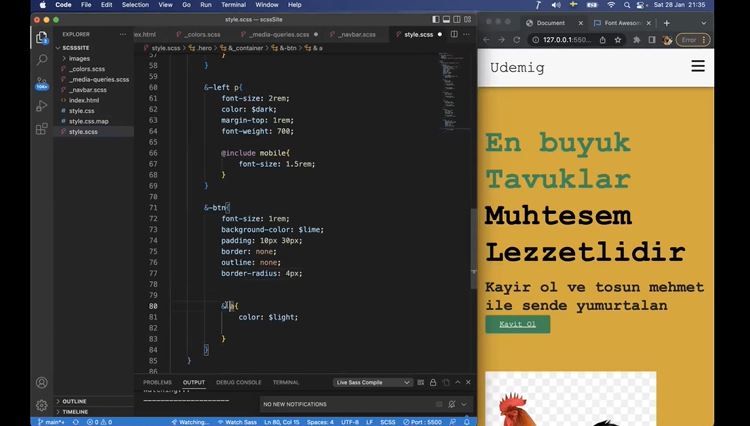 Code File Edit Selection View Go Run Terminal Window Help Sat 28 Jan 21:35
style.scss — scssSite
Document Font Awesom
EXPLORER ...
ndex.html _colors.scss _media-queries.scss _navbar.scss style.scss
127.0.0.1:550... Error
style.scss > .hero > &_container > &-btn > & a
SCSSSITE
images
_colors.scss
_media-queries.scss
_navbar.scss
index.html
style.css
style.css.map
style.scss
10K+
57 }
58 }
59
60 &-left p{
61 font-size: 2rem;
62 color: $dark;
63 margin-top: 1rem;
64 font-weight: 700;
65
66 @include mobile{
67 font-size: 1.5rem;
68 }
69 }
70
71 &-btn{
72 font-size: 1rem;
73 background-color: $lime;
74 padding: 10px 30px;
75 border: none;
76 outline: none;
77 border-radius: 4px;
78
79
80 & a{
81 color: $light;
82
83 }
84 }
85 }
86
Udemig
En buyuk
Tavuklar
Muhtesem
Lezzetlidir
Kayir ol ve tosun mehmet
ile sende yumurtalan
Kayit Ol
PROBLEMS OUTPUT DEBUG CONSOLE TERMINAL Live Sass Compile
Watching...
--------------------
NO NEW NOTIFICATIONS
OUTLINE
TIMELINE
main*+ 0 0 Watching... Watch Sass Ln 80, Col 15 Spaces: 4 UTF-8 LF SCSS Port : 5500